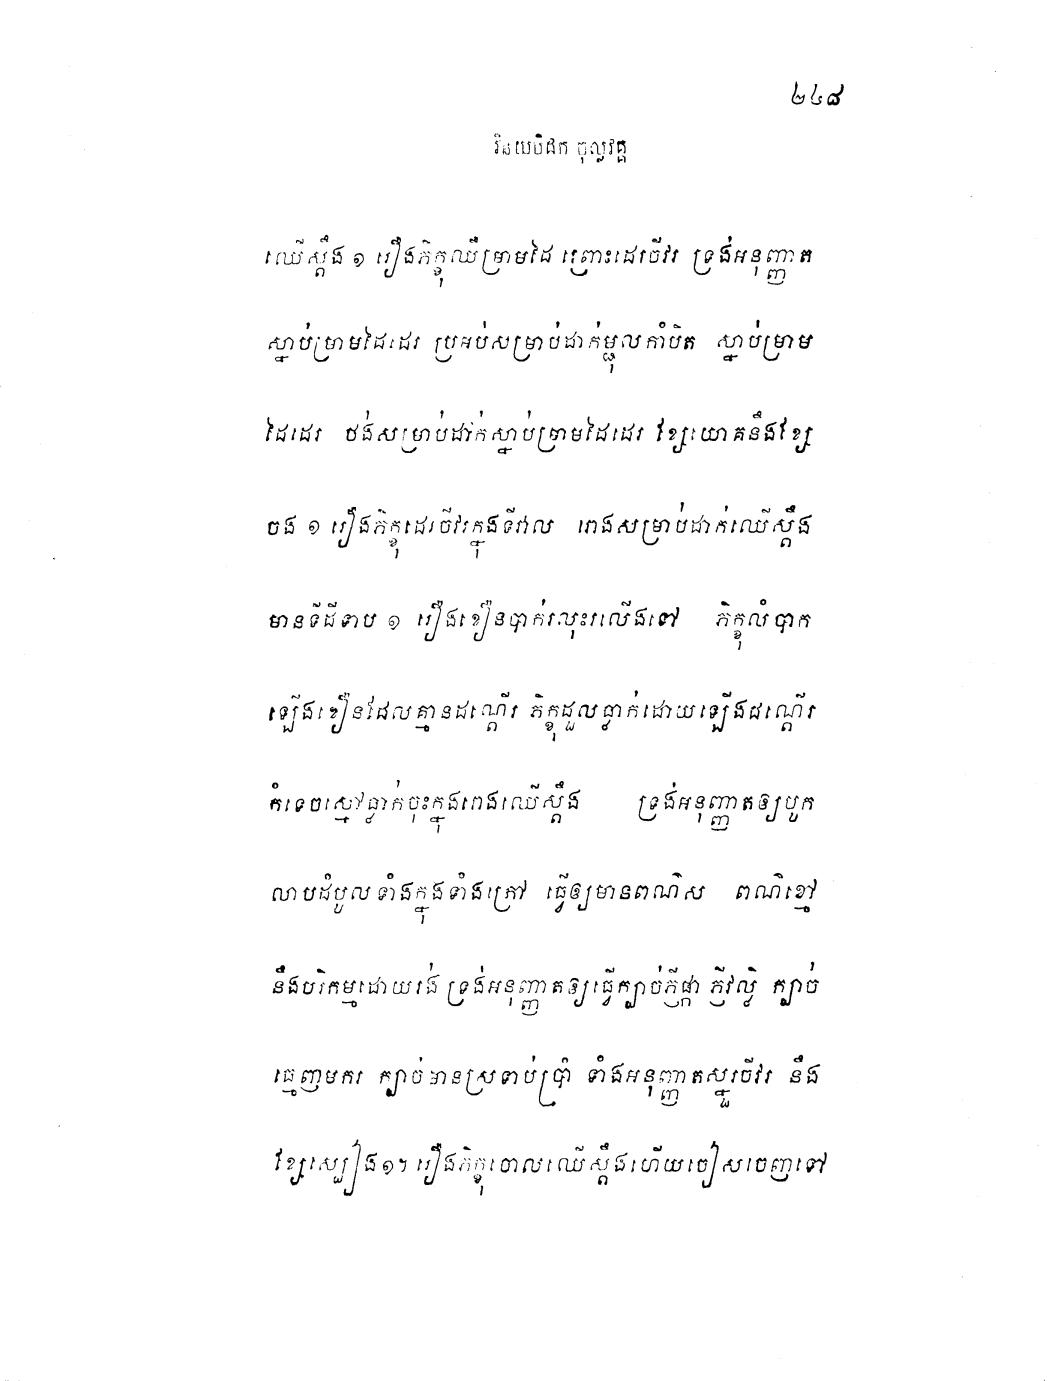 ២៤៨
វិនយបិដក ចុល្លវគ្គ
ឈើស្តឹង ១ រឿងភិក្ខុឈឺម្រាមដៃ ព្រោះដេរចីវរ ទ្រង់អនុញ្ញាត
ស្នាប់ម្រាមដៃដេរ ប្រអប់សម្រាប់ដាក់ម្ជុលកាំបិត ស្នាប់ម្រាម
ដៃដេរ ថង់សម្រាប់ដាក់ស្នាប់ម្រាមដៃដេរ ខ្សែយោគនឹងខ្សែ
ចង ១ រឿងភិក្ខុដេរចីវរក្នុងទីវាល រោងសម្រាប់ដាក់ឈើស្តឹង
មានទីដីទាប ១ រឿងខឿនបាក់រលុះរលើងទៅ ភិក្ខុលំបាក
ឡើងខឿនដែលគ្មានជណ្តើរ ភិក្ខុដួលធ្លាក់ដោយឡើងជណ្តើរ
កំទេចស្មៅធ្លាក់ចុះក្នុងរោងឈើស្តឹង ទ្រង់អនុញ្ញាតឲ្យបូក
លាបដំបូលទាំងក្នុងទាំងក្រៅ ធ្វើឲ្យមានពណ៌ស ពណ៌ខ្មៅ
នឹងបរិកម្មដោយរង់ ទ្រង់អនុញ្ញាតឲ្យធ្វើក្បាច់ភ្ញីផ្កា ភ្ញីវល្លិ ក្បាច់
ធ្មេញមករ ក្បាច់មានស្រទាប់ប្រាំ ទាំងអនុញ្ញាតស្នួរចីវរ នឹង
ខ្សែស្បៀង១។ រឿងភិក្ខុចោលឈើស្តឹងហើយចៀសចេញទៅ